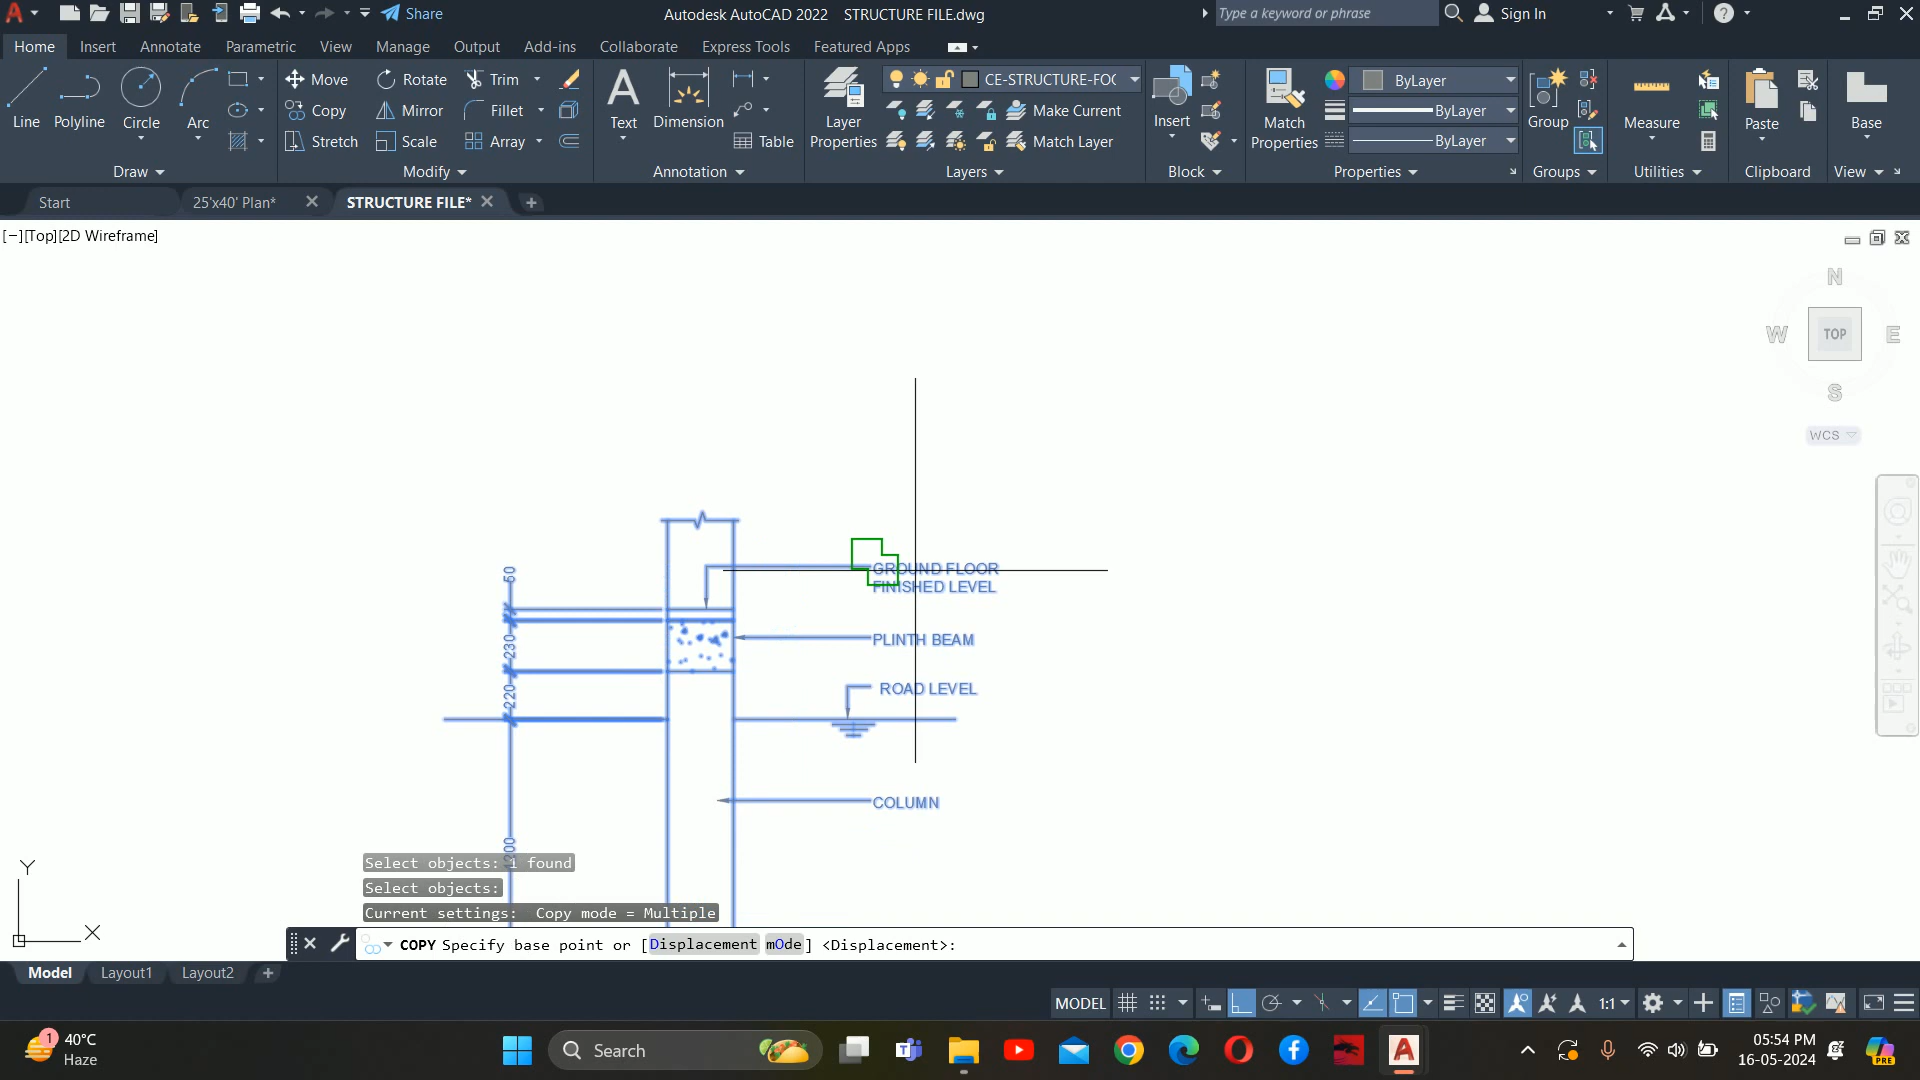 Autodesk AutoCAD 2022 STRUCTURE FILE.dwg
Share
Type a keyword or phrase
Sign In
Home Insert Annotate Parametric View Manage Output Add-ins Collaborate Express Tools Featured Apps
Line Polyline Circle Arc
Move Rotate Trim
Copy Mirror Fillet
Stretch Scale Array
Text Dimension Table
Layer Properties
CE-STRUCTURE-FOC
Make Current
Match Layer
Insert
Match Properties
ByLayer
ByLayer
ByLayer
Group Measure Paste Base
Draw Modify Annotation Layers Block Properties Groups Utilities Clipboard View
Start 25'x40' Plan* STRUCTURE FILE*
[−][Top][2D Wireframe]
N
W TOP E
S
WCS
50
GROUND FLOOR
FINISHED LEVEL
230
PLINTH BEAM
220
ROAD LEVEL
COLUMN
Y
X
Select objects: 1 found
Select objects:
Current settings: Copy mode = Multiple
COPY Specify base point or [Displacement mOde] <Displacement>:
Model Layout1 Layout2
MODEL 1:1
1
40°C
Haze
Search
05:54 PM
16-05-2024
PRE